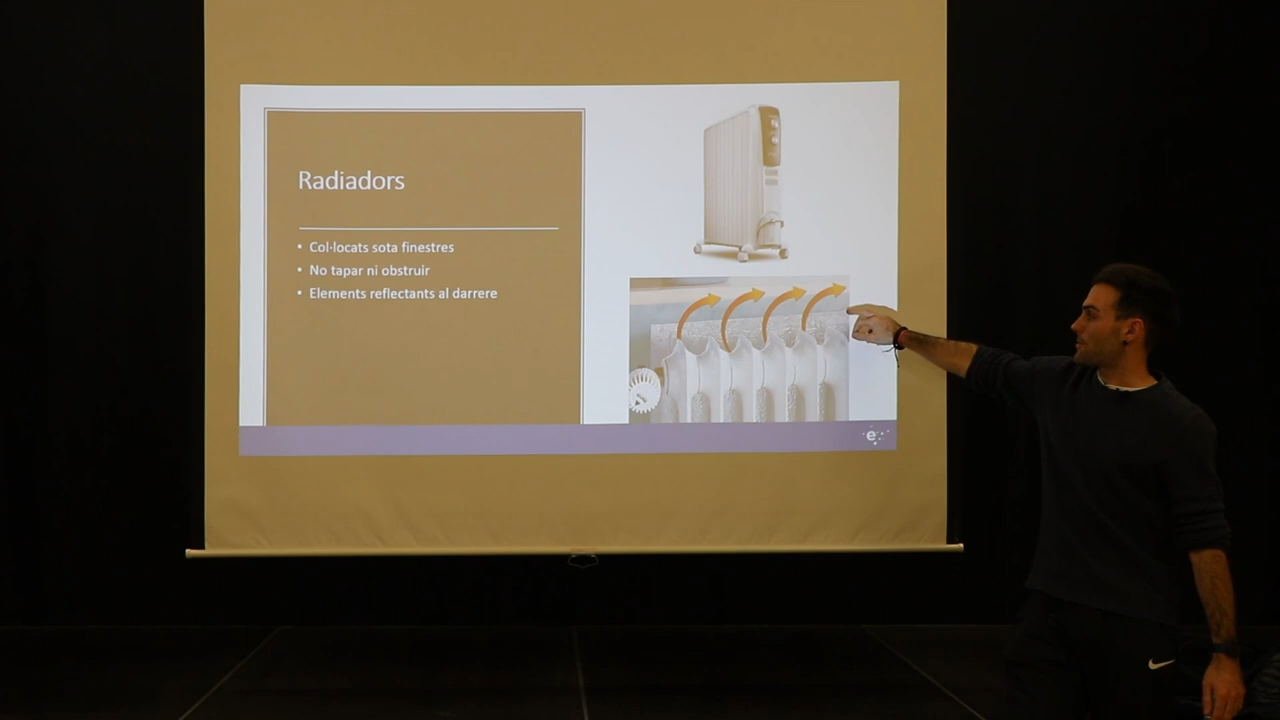 Radiadors
• Col·locats sota finestres
• No tapar ni obstruir
• Elements reflectants al darrere
e